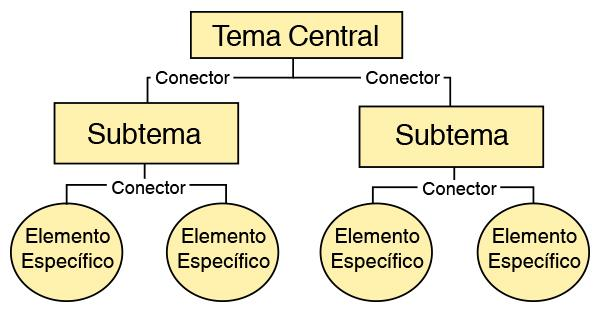 Tema Central
Conector Conector
Subtema Subtema
Conector Conector
Elemento Elemento Elemento Elemento
Específico Específico Específico Específico